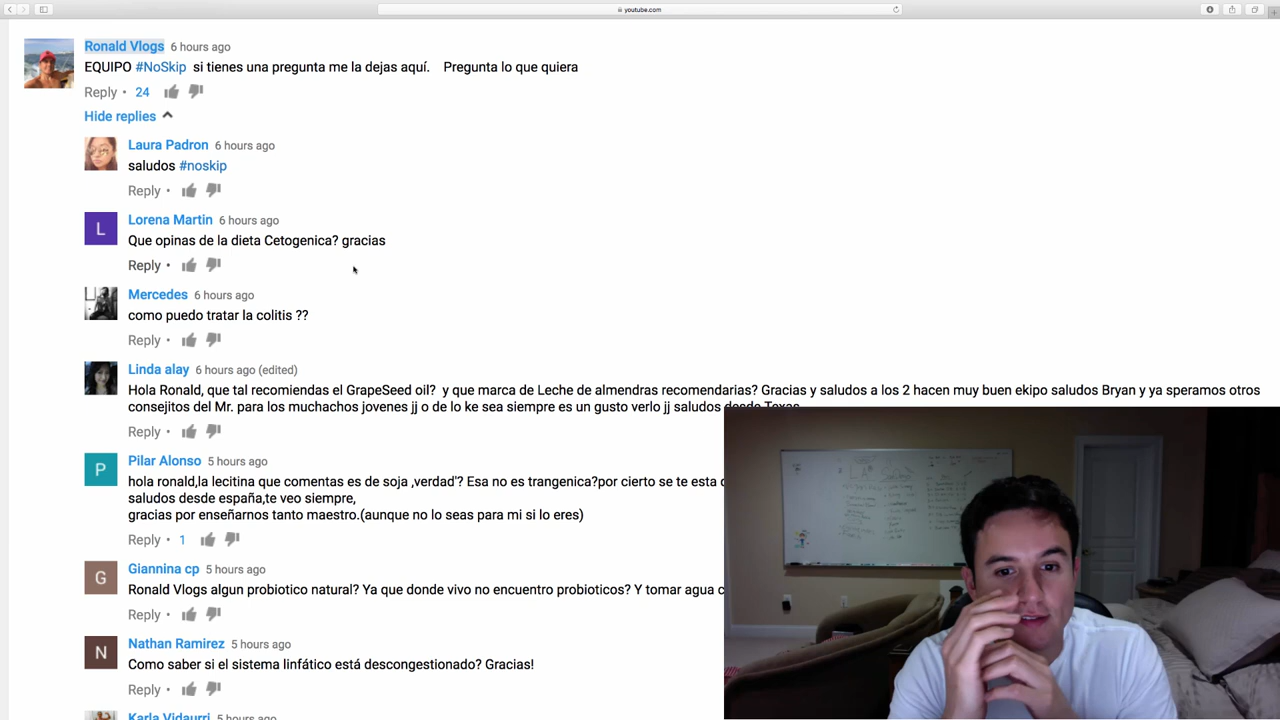 youtube.com
Ronald Vlogs 6 hours ago
EQUIPO #NoSkip si tienes una pregunta me la dejas aquí. Pregunta lo que quiera
Reply • 24
Hide replies
Laura Padron 6 hours ago
saludos #noskip
Reply •
L
Lorena Martin 6 hours ago
Que opinas de la dieta Cetogenica? gracias
Reply •
Mercedes 6 hours ago
como puedo tratar la colitis ??
Reply •
Linda alay 6 hours ago (edited)
Hola Ronald, que tal recomiendas el GrapeSeed oil? y que marca de Leche de almendras recomendarias? Gracias y saludos a los 2 hacen muy buen ekipo saludos Bryan y ya speramos otros
consejitos del Mr. para los muchachos jovenes jj o de lo ke sea siempre es un gusto verlo jj saludos desde Texas
Reply •
P
Pilar Alonso 5 hours ago
hola ronald,la lecitina que comentas es de soja ,verdad'? Esa no es trangenica?por cierto se te esta
saludos desde españa,te veo siempre,
gracias por enseñarnos tanto maestro.(aunque no lo seas para mi si lo eres)
Reply • 1
G
Giannina cp 5 hours ago
Ronald Vlogs algun probiotico natural? Ya que donde vivo no encuentro probioticos? Y tomar agua
Reply •
N
Nathan Ramirez 5 hours ago
Como saber si el sistema linfático está descongestionado? Gracias!
Reply •
Karla Vidaurri 5 hours ago